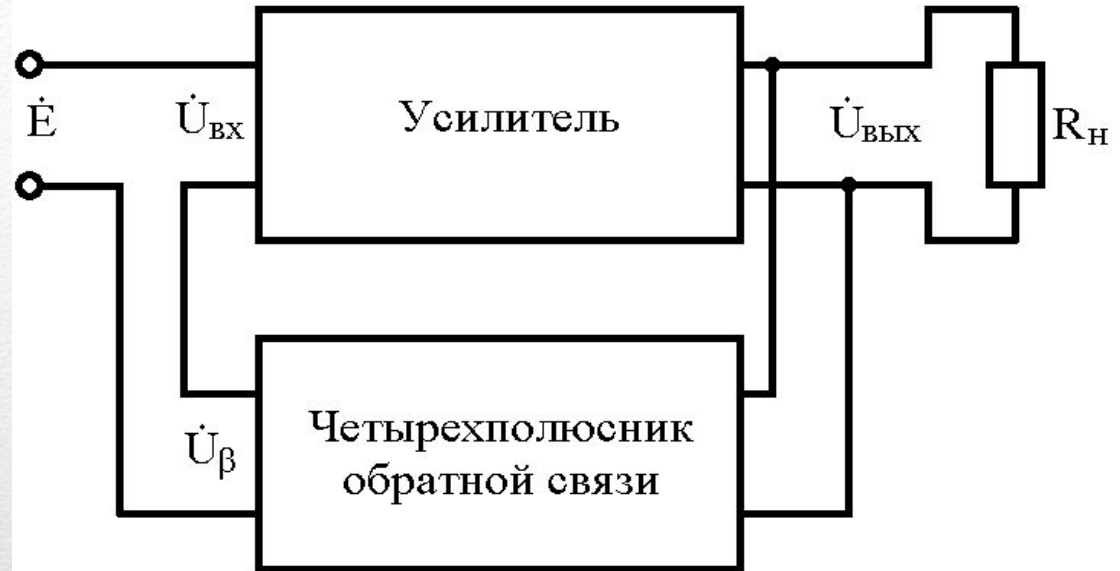 Усилитель
Ė
U̇вх
U̇вых
Rн
Четырехполюсник
обратной связи
U̇β